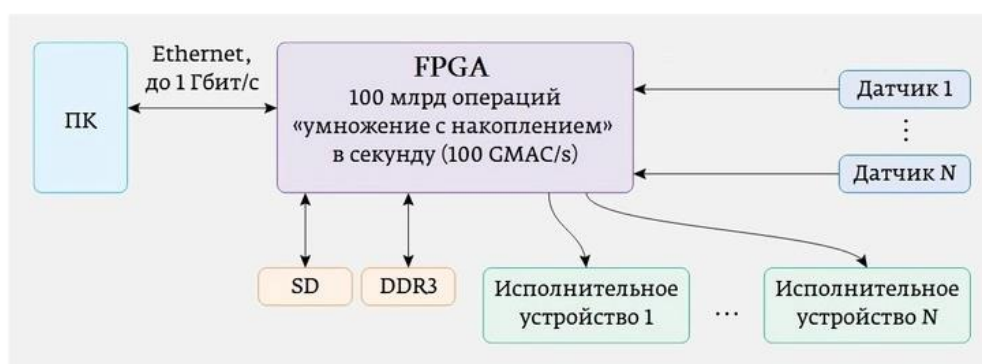 ПК
Ethernet,
до 1 Гбит/с
FPGA
100 млрд операций
«умножение с накоплением»
в секунду (100 GMAC/s)
Датчик 1
⋮
Датчик N
SD
DDR3
Исполнительное
устройство 1
...
Исполнительное
устройство N